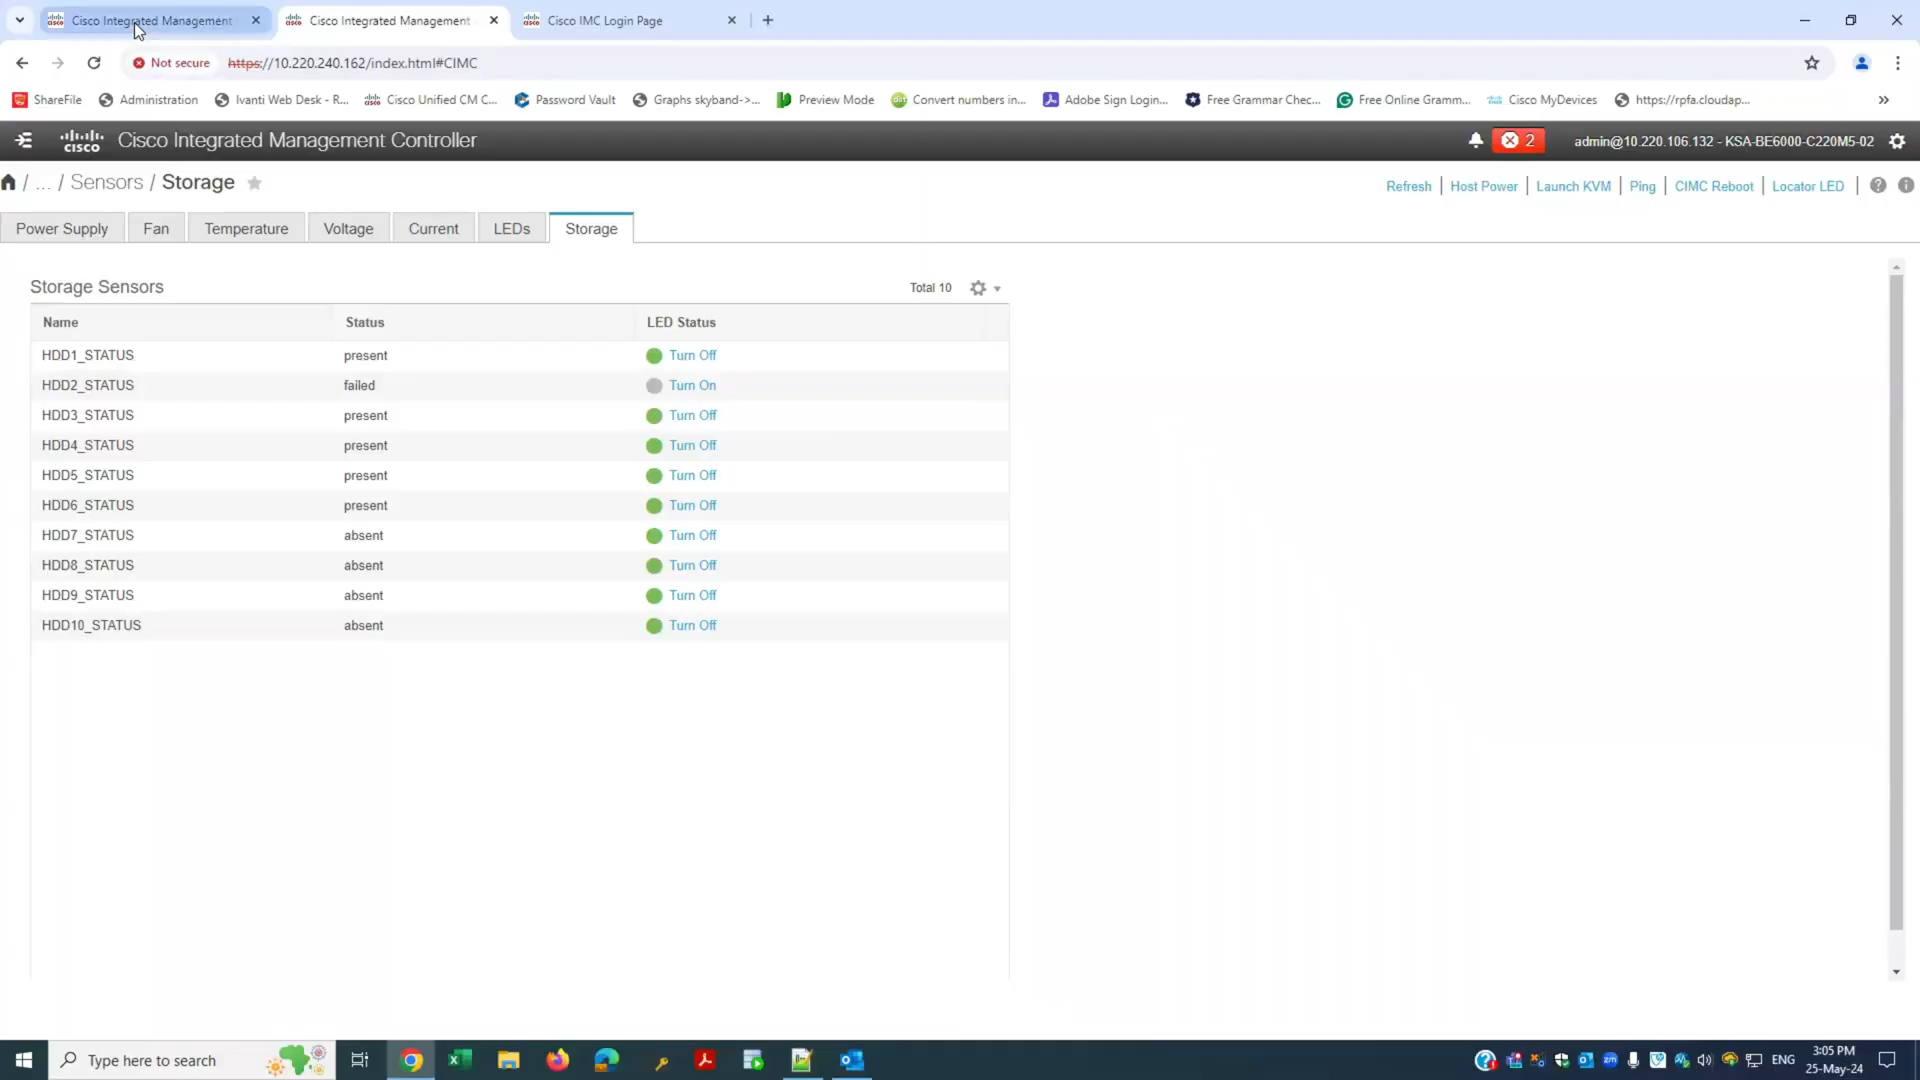 Cisco Integrated Management
Cisco Integrated Management
Cisco IMC Login Page
Not secure https://10.220.240.162/index.html#CIMC
ShareFile Administration Ivanti Web Desk - R... Cisco Unified CM C... Password Vault Graphs skyband->... Preview Mode Convert numbers in... Adobe Sign Login... Free Grammar Chec... Free Online Gramm... Cisco MyDevices https://rpfa.cloudap...
cisco Cisco Integrated Management Controller 2 admin@10.220.106.132 - KSA-BE6000-C220M5-02
/ ... / Sensors / Storage Refresh Host Power Launch KVM Ping CIMC Reboot Locator LED
Power Supply Fan Temperature Voltage Current LEDs Storage
Storage Sensors Total 10
Name Status LED Status
HDD1_STATUS present Turn Off
HDD2_STATUS failed Turn On
HDD3_STATUS present Turn Off
HDD4_STATUS present Turn Off
HDD5_STATUS present Turn Off
HDD6_STATUS present Turn Off
HDD7_STATUS absent Turn Off
HDD8_STATUS absent Turn Off
HDD9_STATUS absent Turn Off
HDD10_STATUS absent Turn Off
Type here to search ENG 3:05 PM
25-May-24